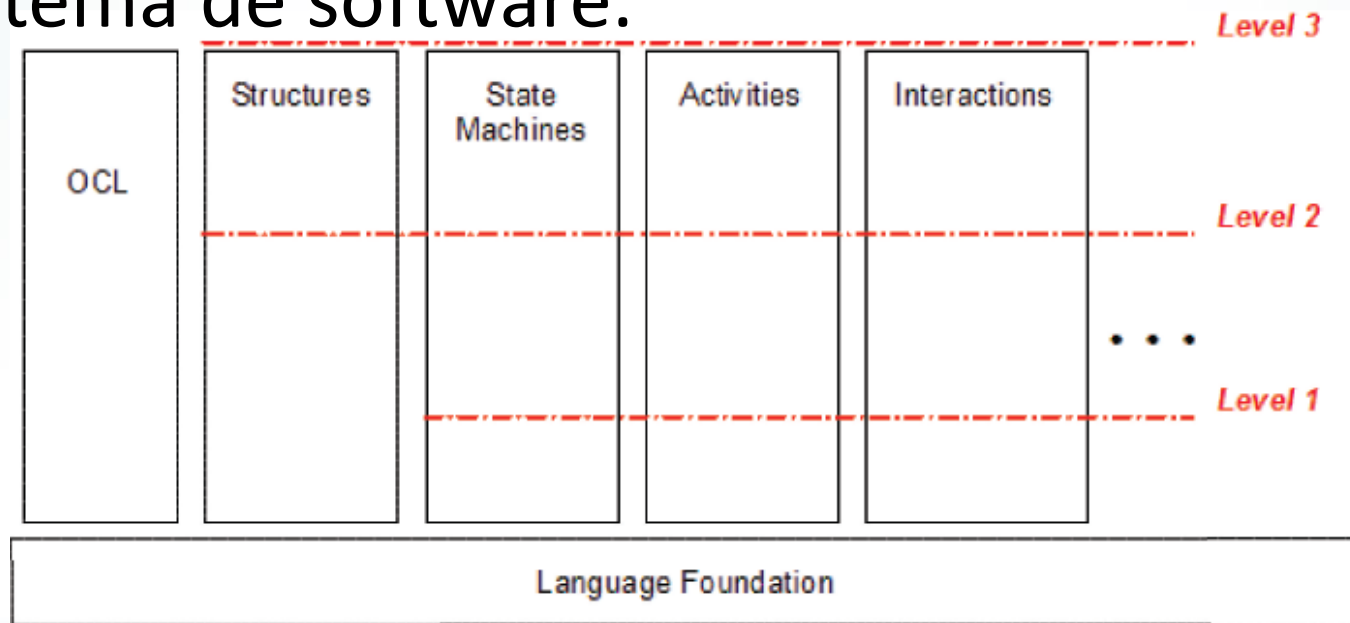 tema de software.
Level 3
Structures
State
Machines
Activities
Interactions
OCL
Level 2
Level 1
Language Foundation